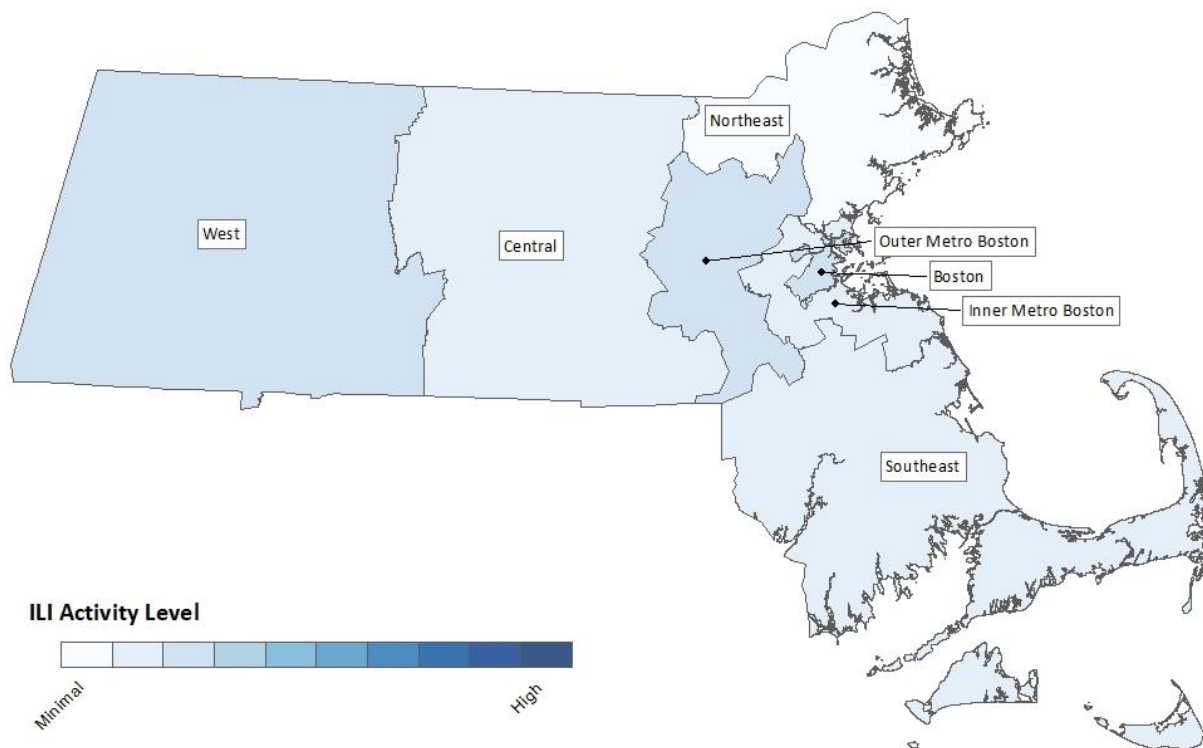 Northeast
West
Central
Outer Metro Boston
Boston
Inner Metro Boston
Southeast
ILI Activity Level
Minimal
High